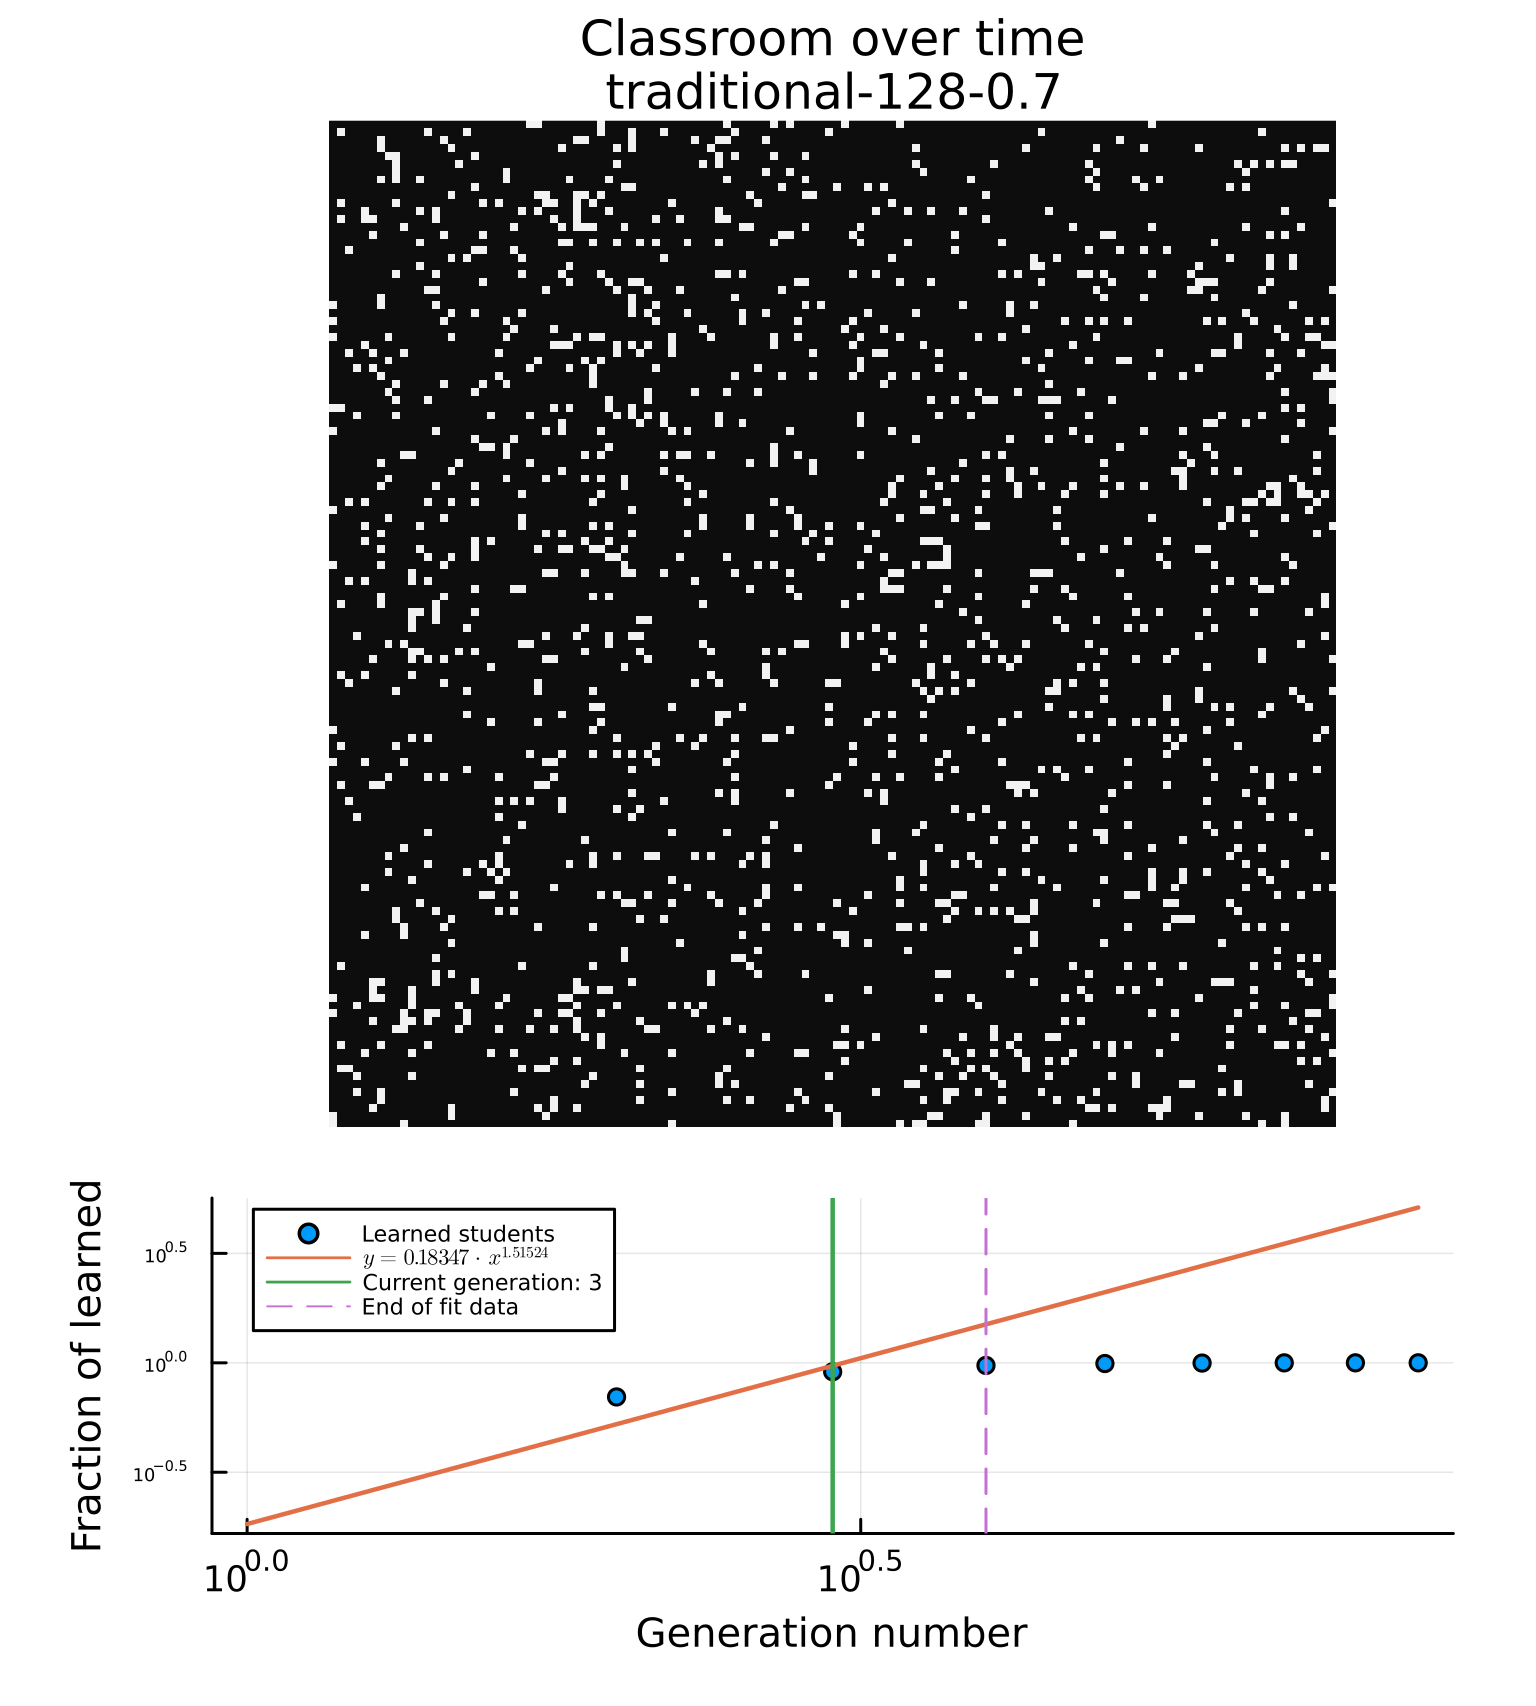 Classroom over time
traditional-128-0.7
Fraction of learned
10^0.5
10^0.0
10^−0.5
Learned students
y = 0.18347 · x^1.51524
Current generation: 3
End of fit data
10^0.0 10^0.5
Generation number